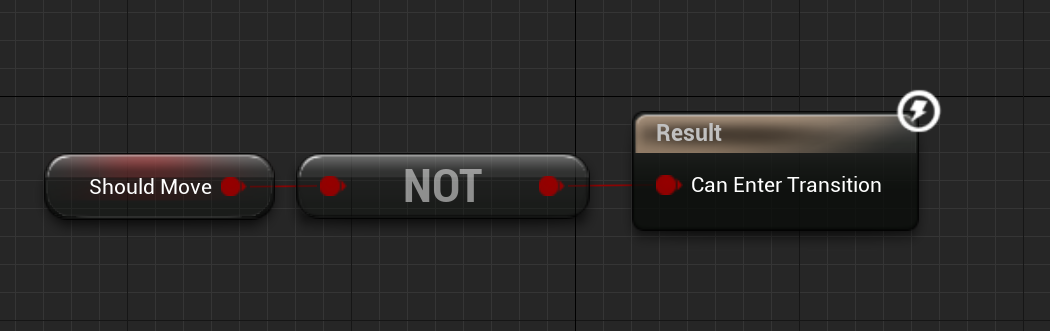 Result
Should Move
NOT
Can Enter Transition